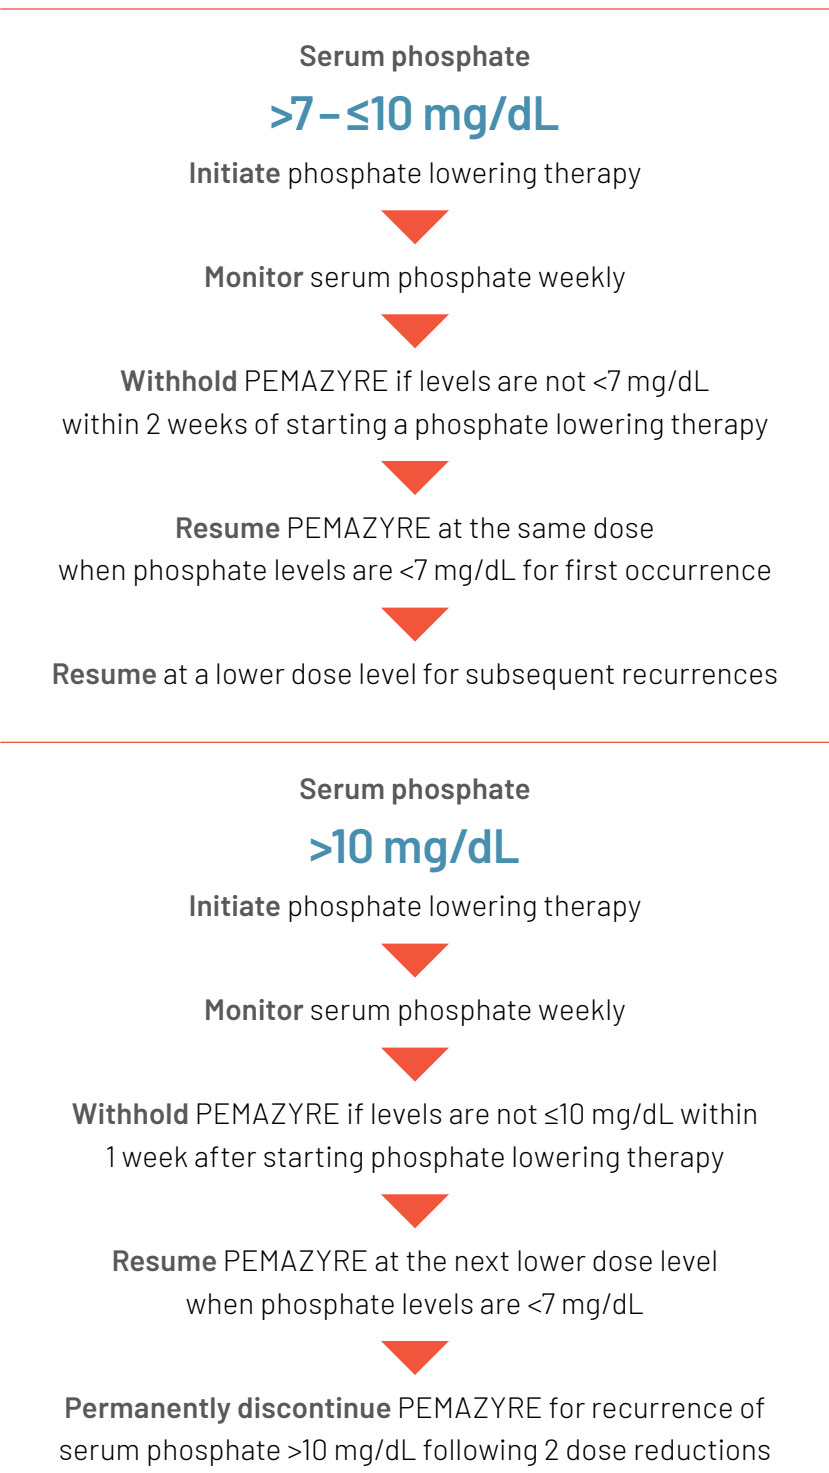 Serum phosphate
>7–≤10 mg/dL
Initiate phosphate lowering therapy
Monitor serum phosphate weekly
Withhold PEMAZYRE if levels are not <7 mg/dL
within 2 weeks of starting a phosphate lowering therapy
Resume PEMAZYRE at the same dose
when phosphate levels are <7 mg/dL for first occurrence
Resume at a lower dose level for subsequent recurrences
Serum phosphate
>10 mg/dL
Initiate phosphate lowering therapy
Monitor serum phosphate weekly
Withhold PEMAZYRE if levels are not ≤10 mg/dL within
1 week after starting phosphate lowering therapy
Resume PEMAZYRE at the next lower dose level
when phosphate levels are <7 mg/dL
Permanently discontinue PEMAZYRE for recurrence of
serum phosphate >10 mg/dL following 2 dose reductions